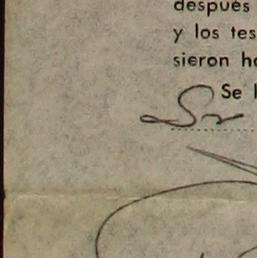 después
y los tes
sieron h
Se